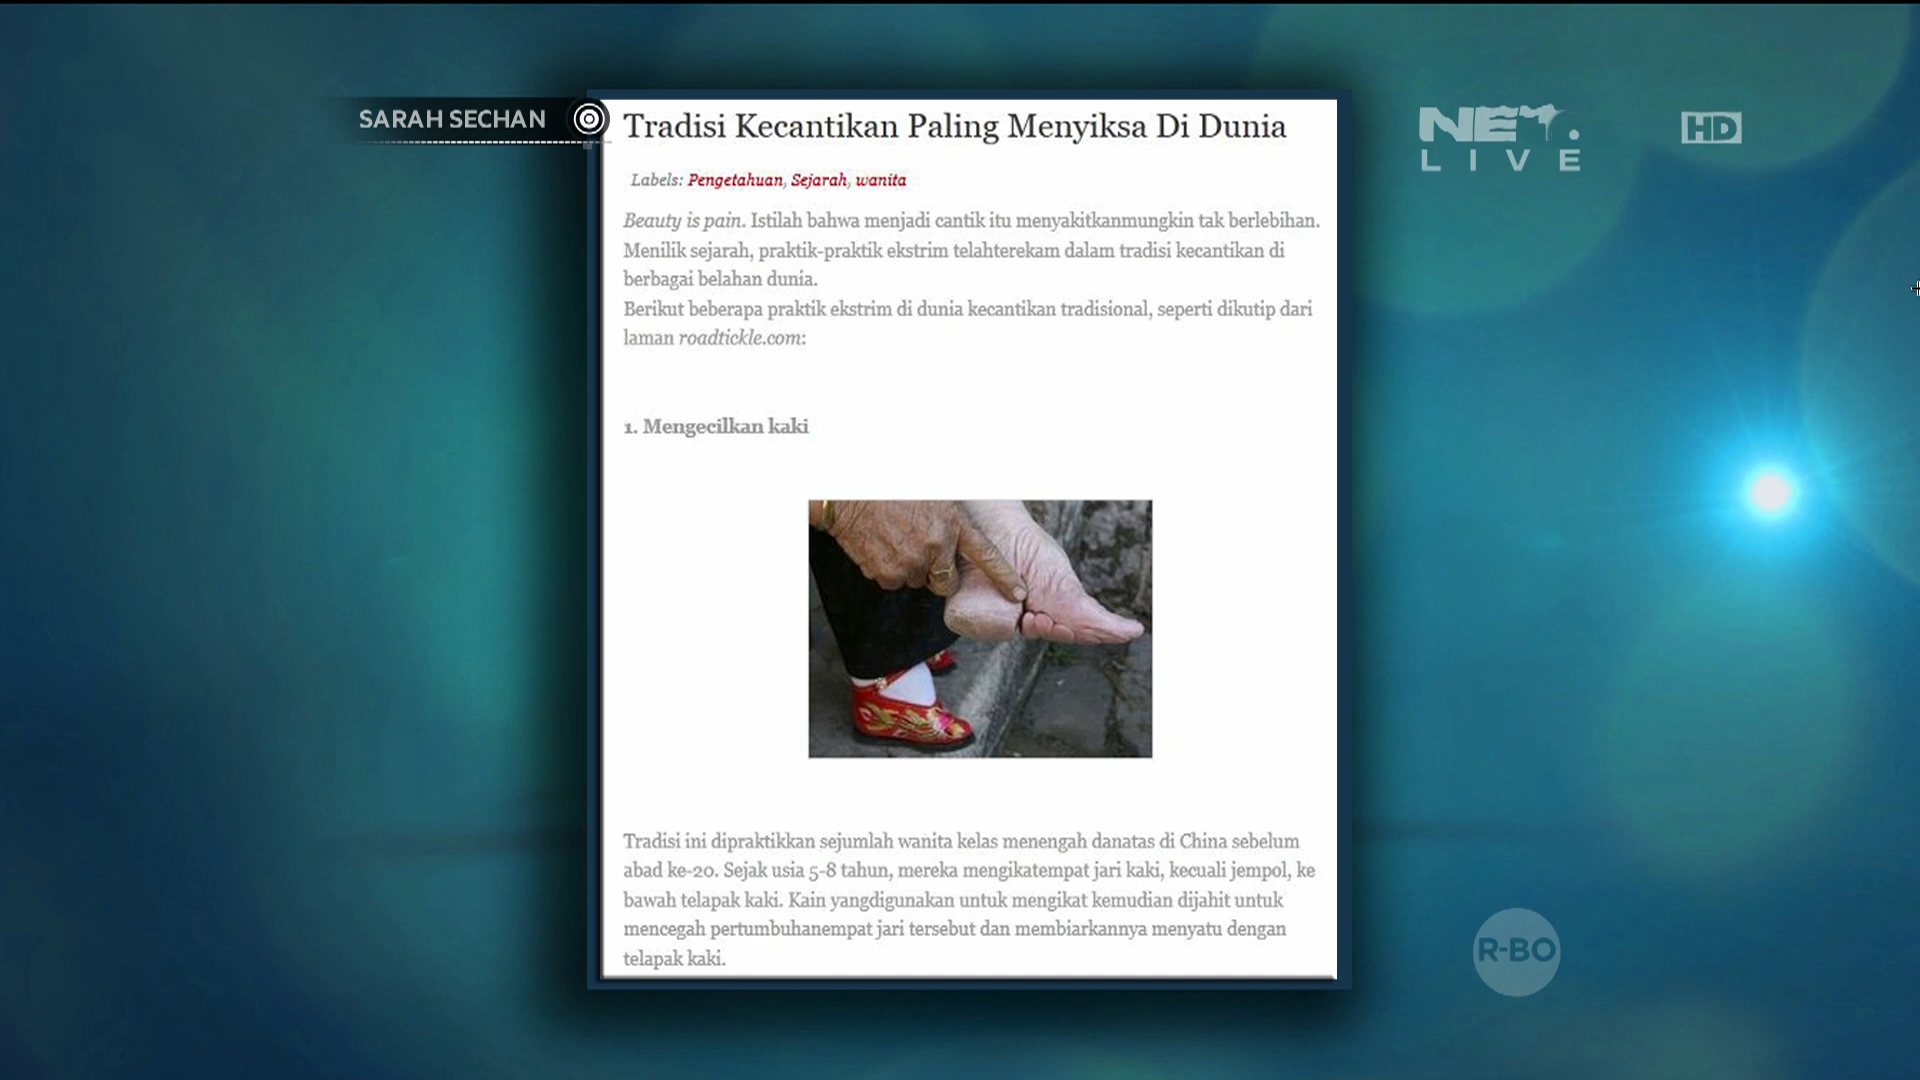 SARAH SECHAN
NET.
LIVE
HD
Tradisi Kecantikan Paling Menyiksa Di Dunia
Labels: Pengetahuan, Sejarah, wanita
Beauty is pain. Istilah bahwa menjadi cantik itu menyakitkanmungkin tak berlebihan.
Menilik sejarah, praktik-praktik ekstrim telahterekam dalam tradisi kecantikan di
berbagai belahan dunia.
Berikut beberapa praktik ekstrim di dunia kecantikan tradisional, seperti dikutip dari
laman roadtickle.com:
1. Mengecilkan kaki
Tradisi ini dipraktikkan sejumlah wanita kelas menengah danatas di China sebelum
abad ke-20. Sejak usia 5-8 tahun, mereka mengikatempat jari kaki, kecuali jempol, ke
bawah telapak kaki. Kain yangdigunakan untuk mengikat kemudian dijahit untuk
mencegah pertumbuhanempat jari tersebut dan membiarkannya menyatu dengan
telapak kaki.
R-BO